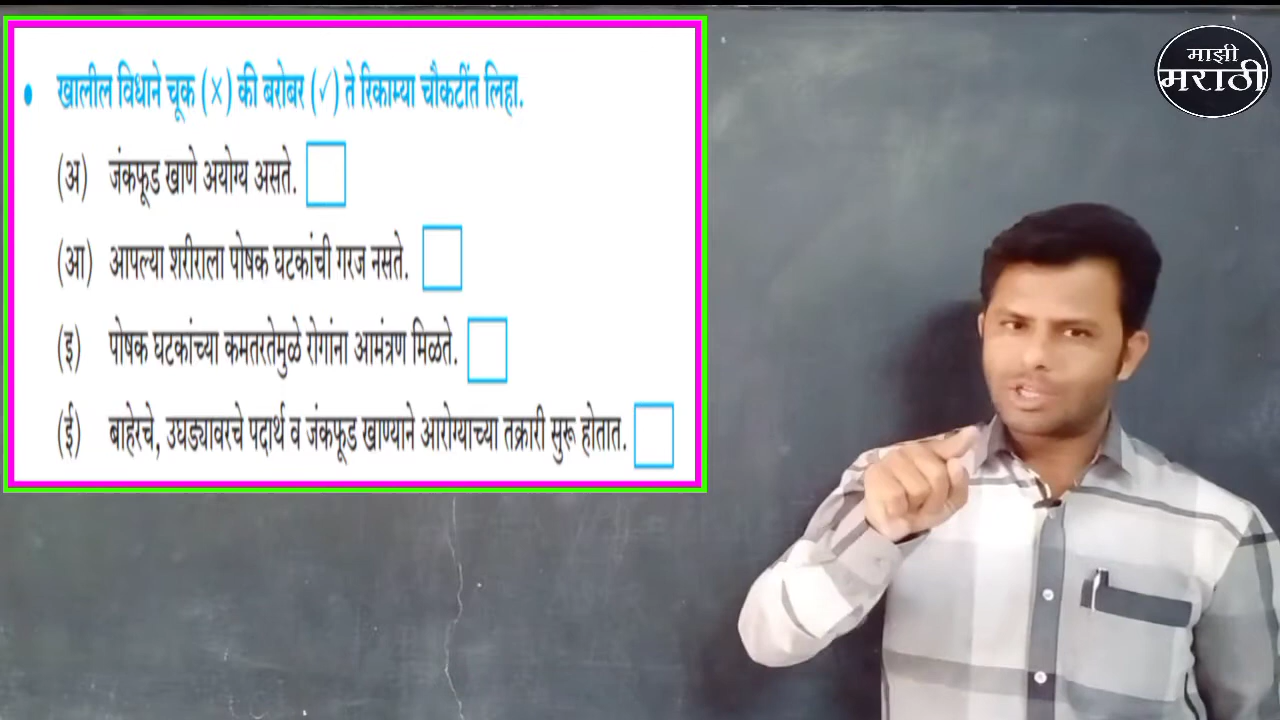 • खालील विधाने चूक (×) की बरोबर (✓) ते रिकाम्या चौकटींत लिहा.
(अ) जंकफूड खाणे अयोग्य असते.
(आ) आपल्या शरीराला पोषक घटकांची गरज नसते.
(इ) पोषक घटकांच्या कमतरतेमुळे रोगांना आमंत्रण मिळते.
(ई) बाहेरचे, उघड्यावरचे पदार्थ व जंकफूड खाण्याने आरोग्याच्या तक्रारी सुरू होतात.
माझी
मराठी